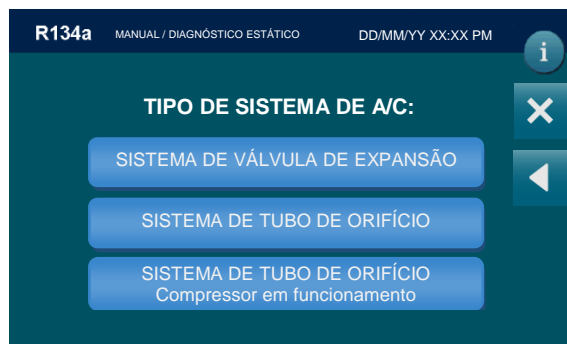 R134a MANUAL / DIAGNÓSTICO ESTÁTICO DD/MM/YY XX:XX PM
i
TIPO DE SISTEMA DE A/C:
SISTEMA DE VÁLVULA DE EXPANSÃO
SISTEMA DE TUBO DE ORIFÍCIO
SISTEMA DE TUBO DE ORIFÍCIO
Compressor em funcionamento